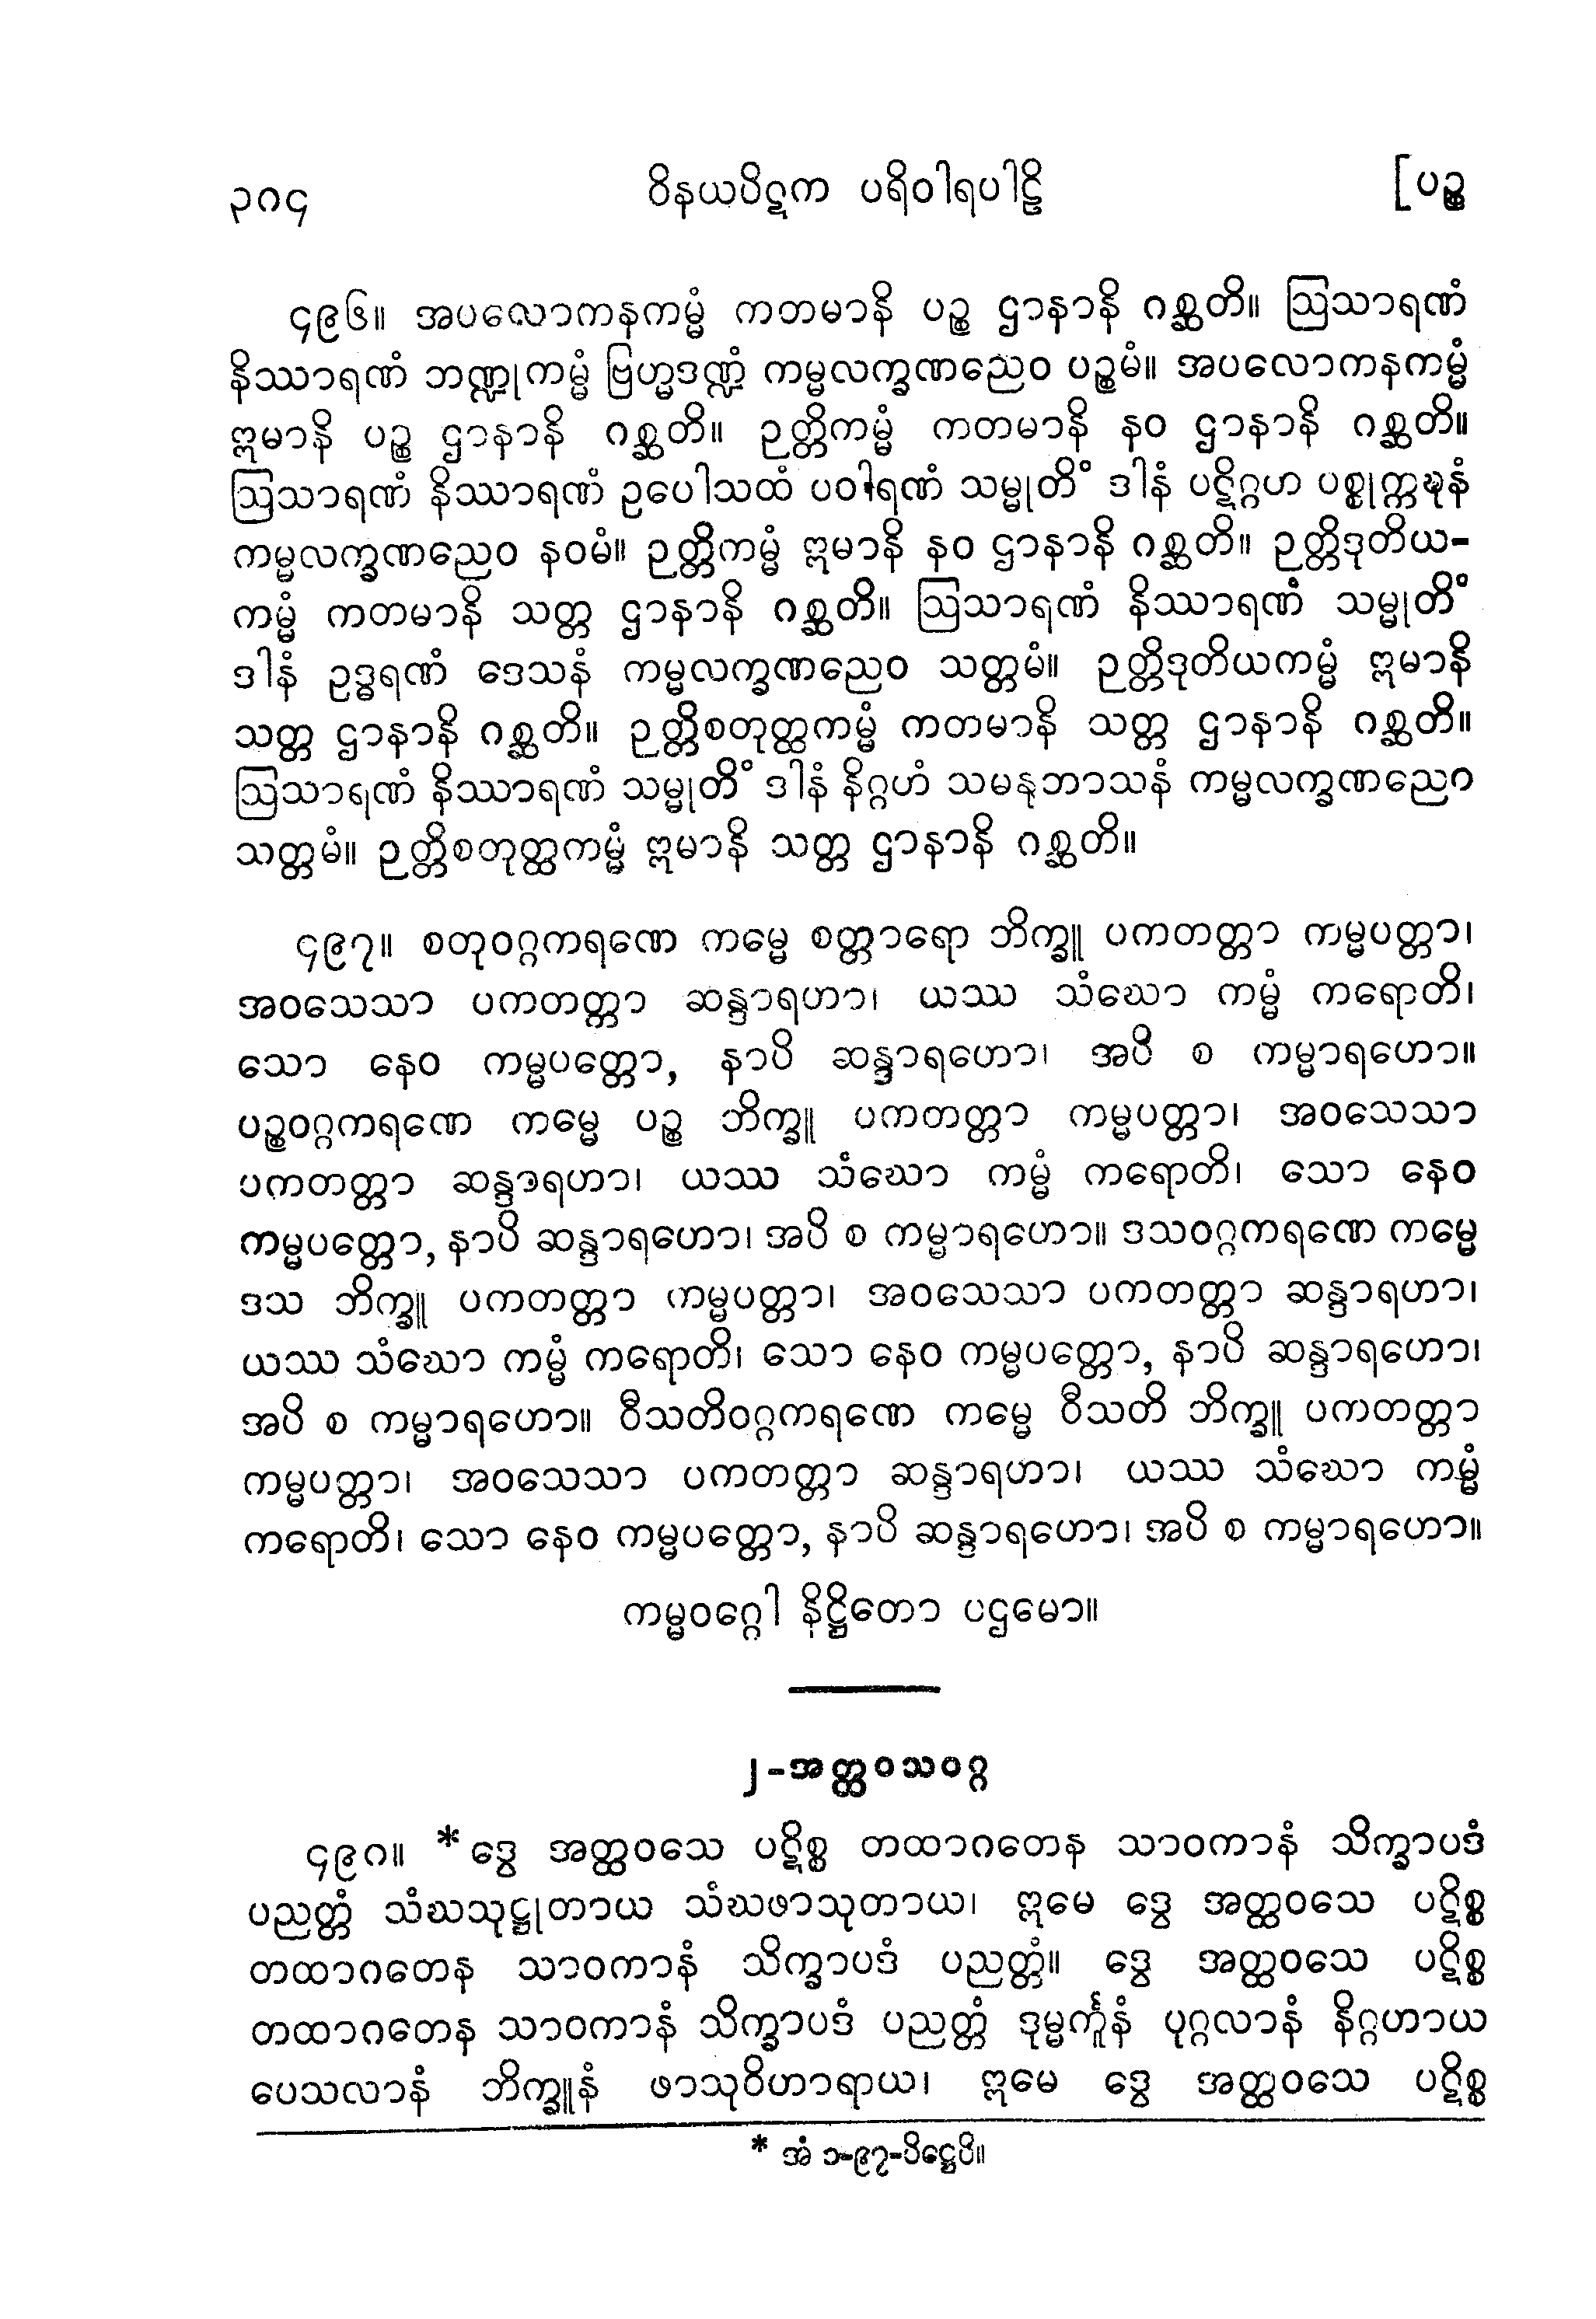 ၃၈၄ ဝိနယပိဋက ပရိဝါရပါဠိ [ပဉ္စ
၄၉၆။ အပလောကနကမ္မံ ကတမာနိ ပဉ္စ ဌာနာနိ ဂစ္ဆတိ။ ဩသာရဏံ
နိဿာရဏံ ဘဏ္ဍုကမ္မံ ဗြဟ္မဒဏ္ဍံ ကမ္မလက္ခဏညေဝ ပဉ္စမံ။ အပလောကနကမ္မံ
ဣမာနိ ပဉ္စ ဌာနာနိ ဂစ္ဆတိ။ ဉတ္တိကမ္မံ ကတမာနိ နဝ ဌာနာနိ ဂစ္ဆတိ။
ဩသာရဏံ နိဿာရဏံ ဥပေါသထံ ပဝါရဏံ သမ္မုတိံ ဒါနံ ပဋိဂ္ဂဟ ပစ္စုက္ကဍ္ဎနံ
ကမ္မလက္ခဏညေဝ နဝမံ။ ဉတ္တိကမ္မံ ဣမာနိ နဝ ဌာနာနိ ဂစ္ဆတိ။ ဉတ္တိဒုတိယ-
ကမ္မံ ကတမာနိ သတ္တ ဌာနာနိ ဂစ္ဆတိ။ ဩသာရဏံ နိဿာရဏံ သမ္မုတိံ
ဒါနံ ဥဒ္ဓရဏံ ဒေသနံ ကမ္မလက္ခဏညေဝ သတ္တမံ။ ဉတ္တိဒုတိယကမ္မံ ဣမာနိ
သတ္တ ဌာနာနိ ဂစ္ဆတိ။ ဉတ္တိစတုတ္ထကမ္မံ ကတမာနိ သတ္တ ဌာနာနိ ဂစ္ဆတိ။
ဩသာရဏံ နိဿာရဏံ သမ္မုတိံ ဒါနံ နိဂ္ဂဟံ သမနုဘာသနံ ကမ္မလက္ခဏညေဝ
သတ္တမံ။ ဉတ္တိစတုတ္ထကမ္မံ ဣမာနိ သတ္တ ဌာနာနိ ဂစ္ဆတိ။
၄၉၇။ စတုဝဂ္ဂကရဏေ ကမ္မေ စတ္တာရော ဘိက္ခူ ပကတတ္တာ ကမ္မပတ္တာ၊
အဝသေသာ ပကတတ္တာ ဆန္ဒာရဟာ၊ ယဿ သံဃော ကမ္မံ ကရောတိ၊
သော နေဝ ကမ္မပတ္တော, နာပိ ဆန္ဒာရဟော၊ အပိ စ ကမ္မာရဟော။
ပဉ္စဝဂ္ဂကရဏေ ကမ္မေ ပဉ္စ ဘိက္ခူ ပကတတ္တာ ကမ္မပတ္တာ၊ အဝသေသာ
ပကတတ္တာ ဆန္ဒာရဟာ၊ ယဿ သံဃော ကမ္မံ ကရောတိ၊ သော နေဝ
ကမ္မပတ္တော, နာပိ ဆန္ဒာရဟော၊ အပိ စ ကမ္မာရဟော။ ဒသဝဂ္ဂကရဏေ ကမ္မေ
ဒသ ဘိက္ခူ ပကတတ္တာ ကမ္မပတ္တာ၊ အဝသေသာ ပကတတ္တာ ဆန္ဒာရဟာ၊
ယဿ သံဃော ကမ္မံ ကရောတိ၊ သော နေဝ ကမ္မပတ္တော, နာပိ ဆန္ဒာရဟော၊
အပိ စ ကမ္မာရဟော။ ဝီသတိဝဂ္ဂကရဏေ ကမ္မေ ဝီသတိ ဘိက္ခူ ပကတတ္တာ
ကမ္မပတ္တာ၊ အဝသေသာ ပကတတ္တာ ဆန္ဒာရဟာ၊ ယဿ သံဃော ကမ္မံ
ကရောတိ၊ သော နေဝ ကမ္မပတ္တော, နာပိ ဆန္ဒာရဟော၊ အပိ စ ကမ္မာရဟော။
ကမ္မဝဂ္ဂေါ နိဋ္ဌိတော ပဌမော။
၂-အတ္ထဝသဝဂ္ဂ
၄၉၈။ * ဒွေ အတ္ထဝသေ ပဋိစ္စ တထာဂတေန သာဝကာနံ သိက္ခာပဒံ
ပညတ္တံ သံဃသုဋ္ဌုတာယ သံဃဖာသုတာယ၊ ဣမေ ဒွေ အတ္ထဝသေ ပဋိစ္စ
တထာဂတေန သာဝကာနံ သိက္ခာပဒံ ပညတ္တံ။ ဒွေ အတ္ထဝသေ ပဋိစ္စ
တထာဂတေန သာဝကာနံ သိက္ခာပဒံ ပညတ္တံ ဒုမ္မင်္ကူနံ ပုဂ္ဂလာနံ နိဂ္ဂဟာယ
ပေသလာနံ ဘိက္ခူနံ ဖာသုဝိဟာရာယ၊ ဣမေ ဒွေ အတ္ထဝသေ ပဋိစ္စ
* အံ ၁-၉၇-ပိဋ္ဌေပိ။